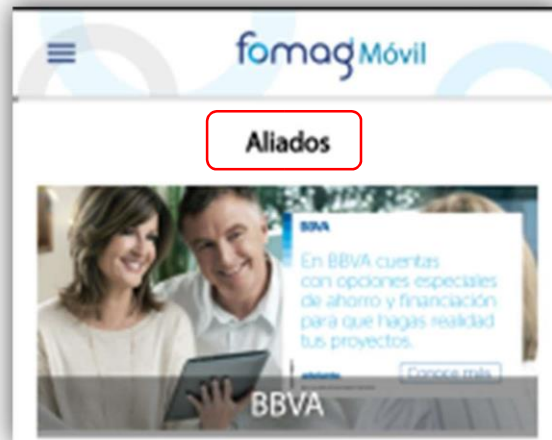 fomag Móvil
Aliados
BBVA
En BBVA cuentas
con opciones especiales
de ahorro y financiación
para que hagas realidad
tus proyectos.
Conoce más
BBVA